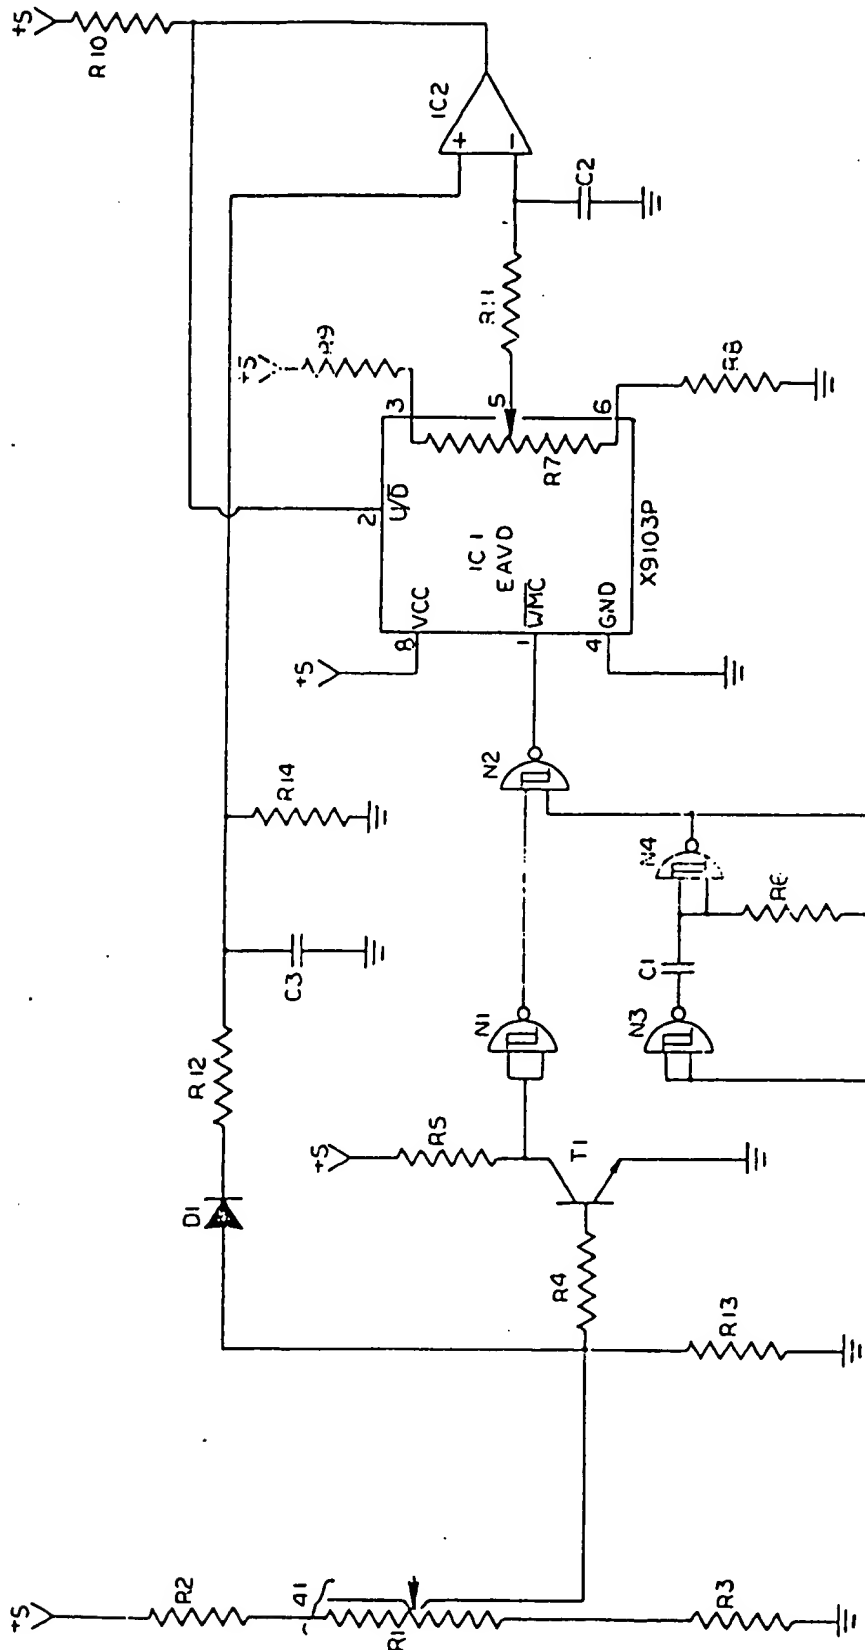 +5
R2
41
R1
R3
D1
R12
C3
R14
R13
R4
+5
R5
T1
N1
N2
N3
C1
N4
R6
+5
8
VCC
1
WMC
4
GND
IC1
EAVD
X9103P
2
U/D
3
5
6
R7
+5
R9
R8
R11
C2
IC2
+
−
+5
R10